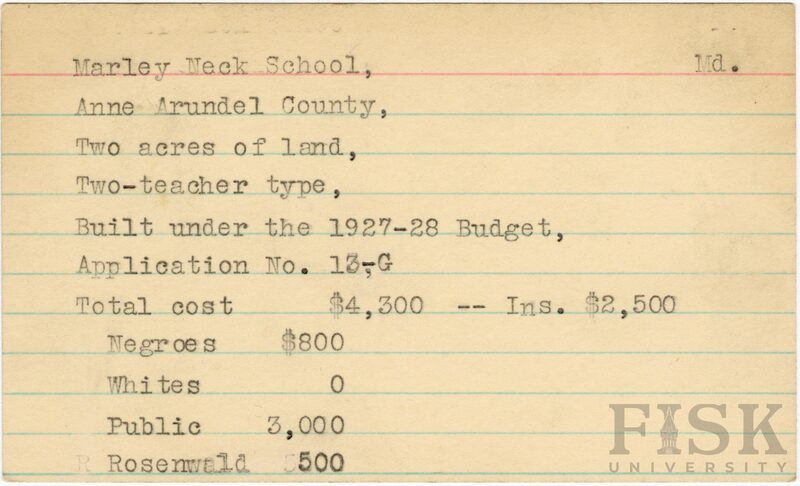 Marley Neck School, Md.
Anne Arundel County,
Two acres of land,
Two-teacher type,
Built under the 1927-28 Budget,
Application No. 13-G
Total cost $4,300 -- Ins. $2,500
Negroes $800
Whites 0
Public 3,000
Rosenwald 500
FISK
UNIVERSITY